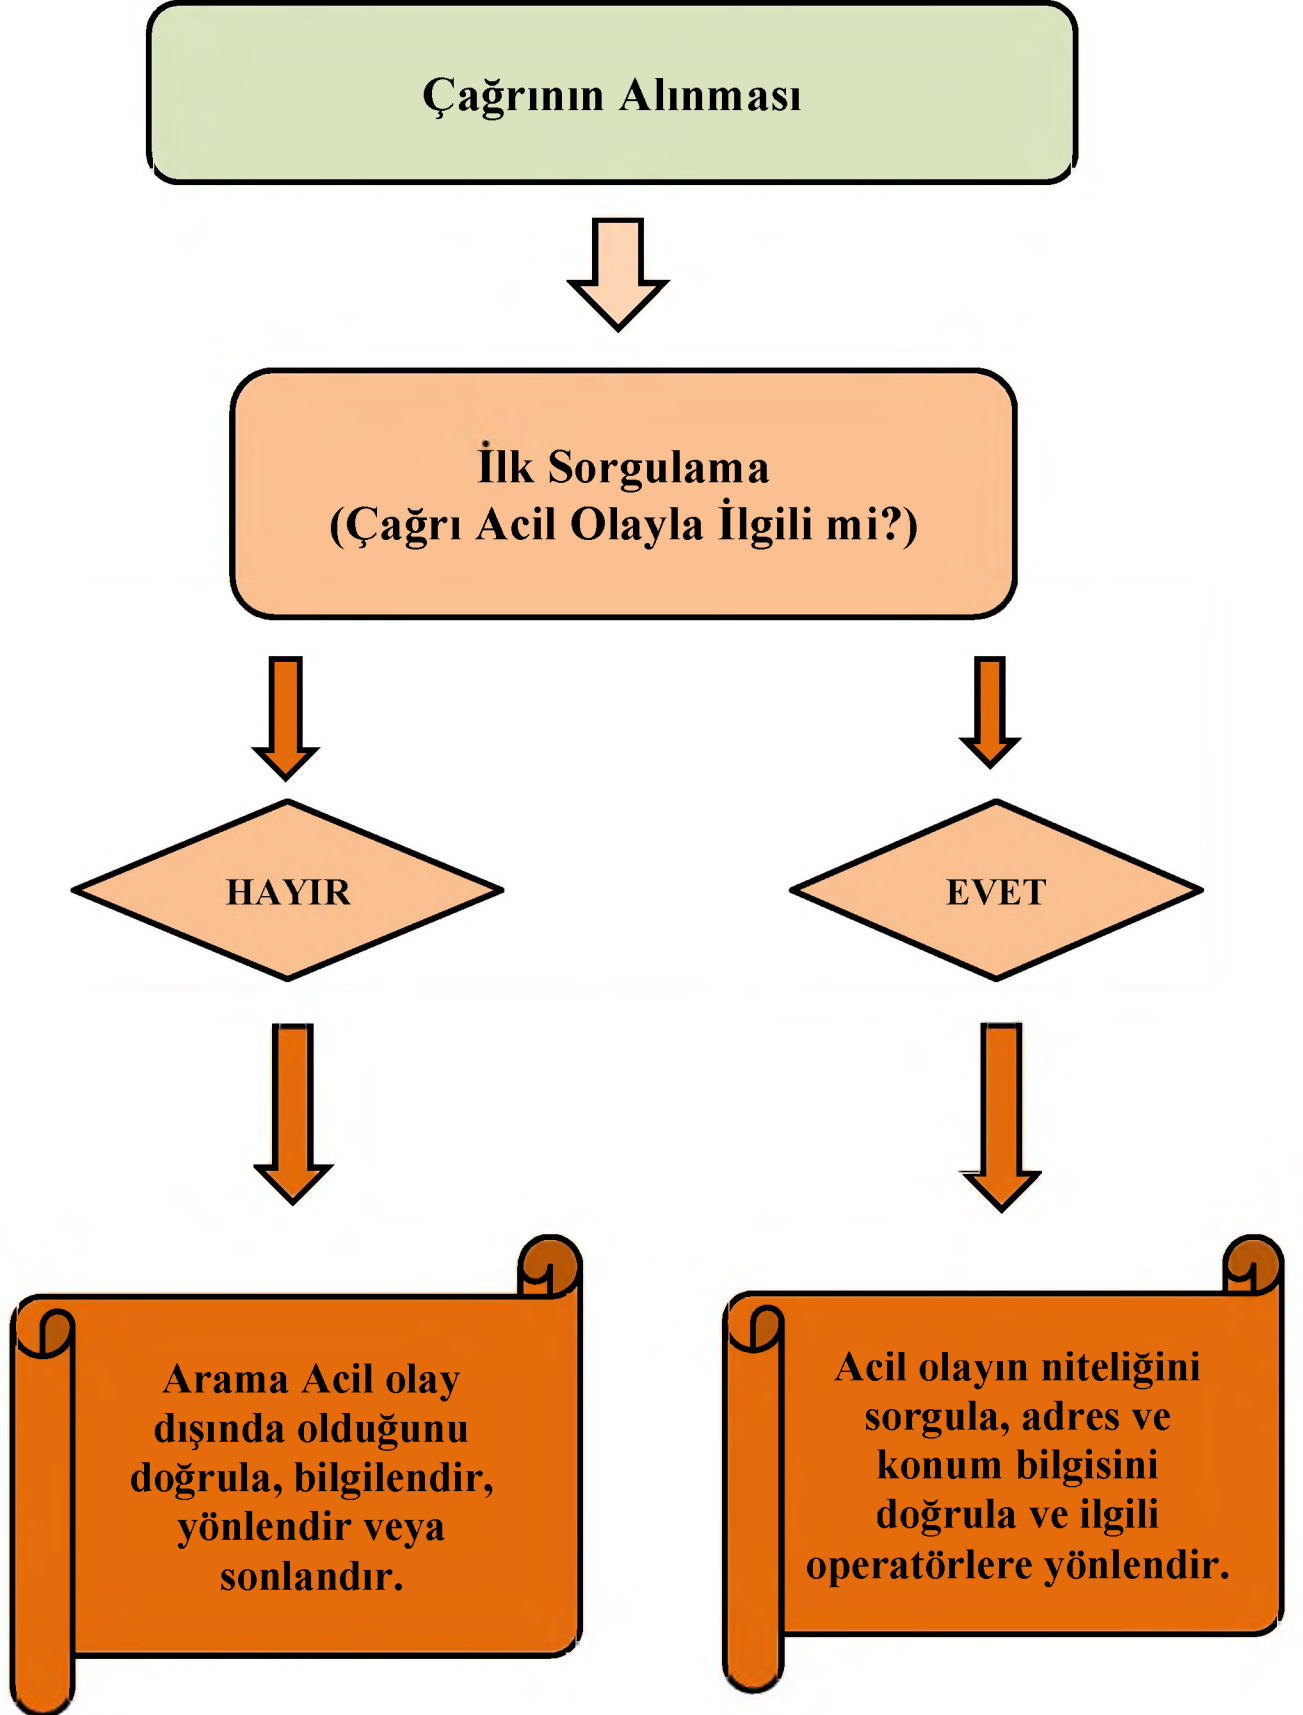 Çağrının Alınması
İlk Sorgulama
(Çağrı Acil Olayla İlgili mi?)
HAYIR
EVET
Arama Acil olay
dışında olduğunu
doğrula, bilgilendir,
yönlendir veya
sonlandır.
Acil olayın niteliğini
sorgula, adres ve
konum bilgisini
doğrula ve ilgili
operatörlere yönlendir.